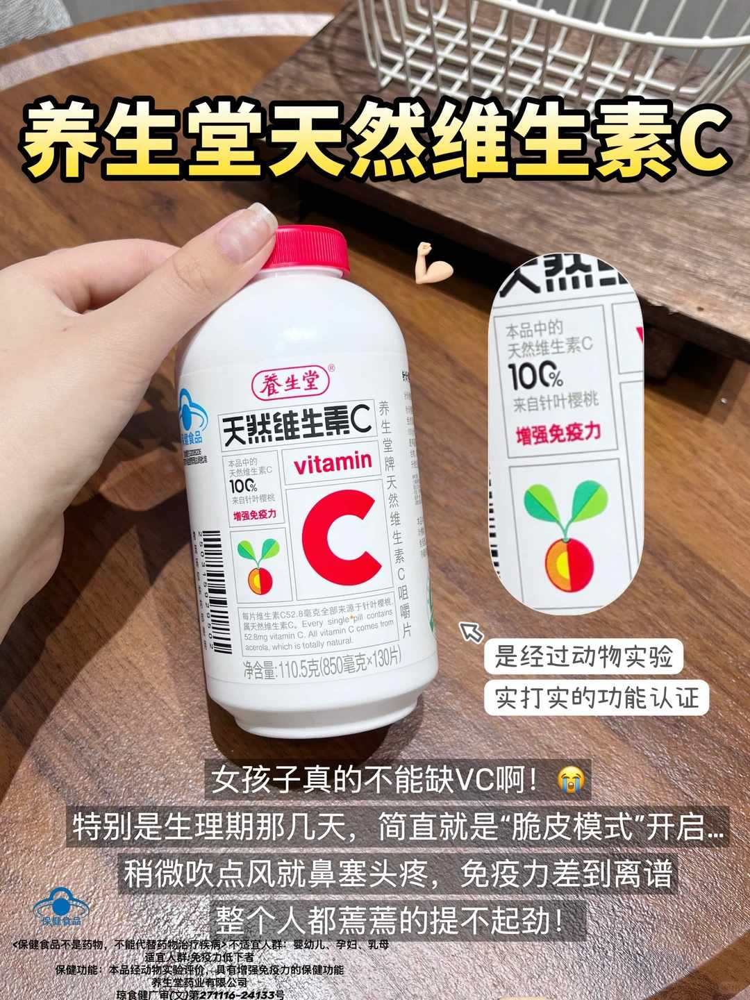 养生堂天然维生素C
養生堂®
天然维生素C
保健食品
本品中的
天然维生素C
100%
来自针叶樱桃
增强免疫力
vitamin
C
养生堂牌天然维生素C咀嚼片
每片维生素C52.8毫克全部来源于针叶樱桃,
属天然维生素C。Every single pill contains
52.8mg vitamin C. All vitamin C comes from
acerola, which is totally natural.
净含量:110.5克(850毫克×130片)
天然
本品中的
天然维生素C
100%
来自针叶樱桃
增强免疫力
是经过动物实验
实打实的功能认证
女孩子真的不能缺VC啊！😭
特别是生理期那几天，简直就是“脆皮模式”开启...
稍微吹点风就鼻塞头疼，免疫力差到离谱
整个人都蔫蔫的提不起劲！
保健食品
<保健食品不是药物，不能代替药物治疗疾病>不适宜人群：婴幼儿、孕妇、乳母
适宜人群:免疫力低下者
保健功能：本品经动物实验评价，具有增强免疫力的保健功能
养生堂药业有限公司
琼食健广审(文)第271116-24133号